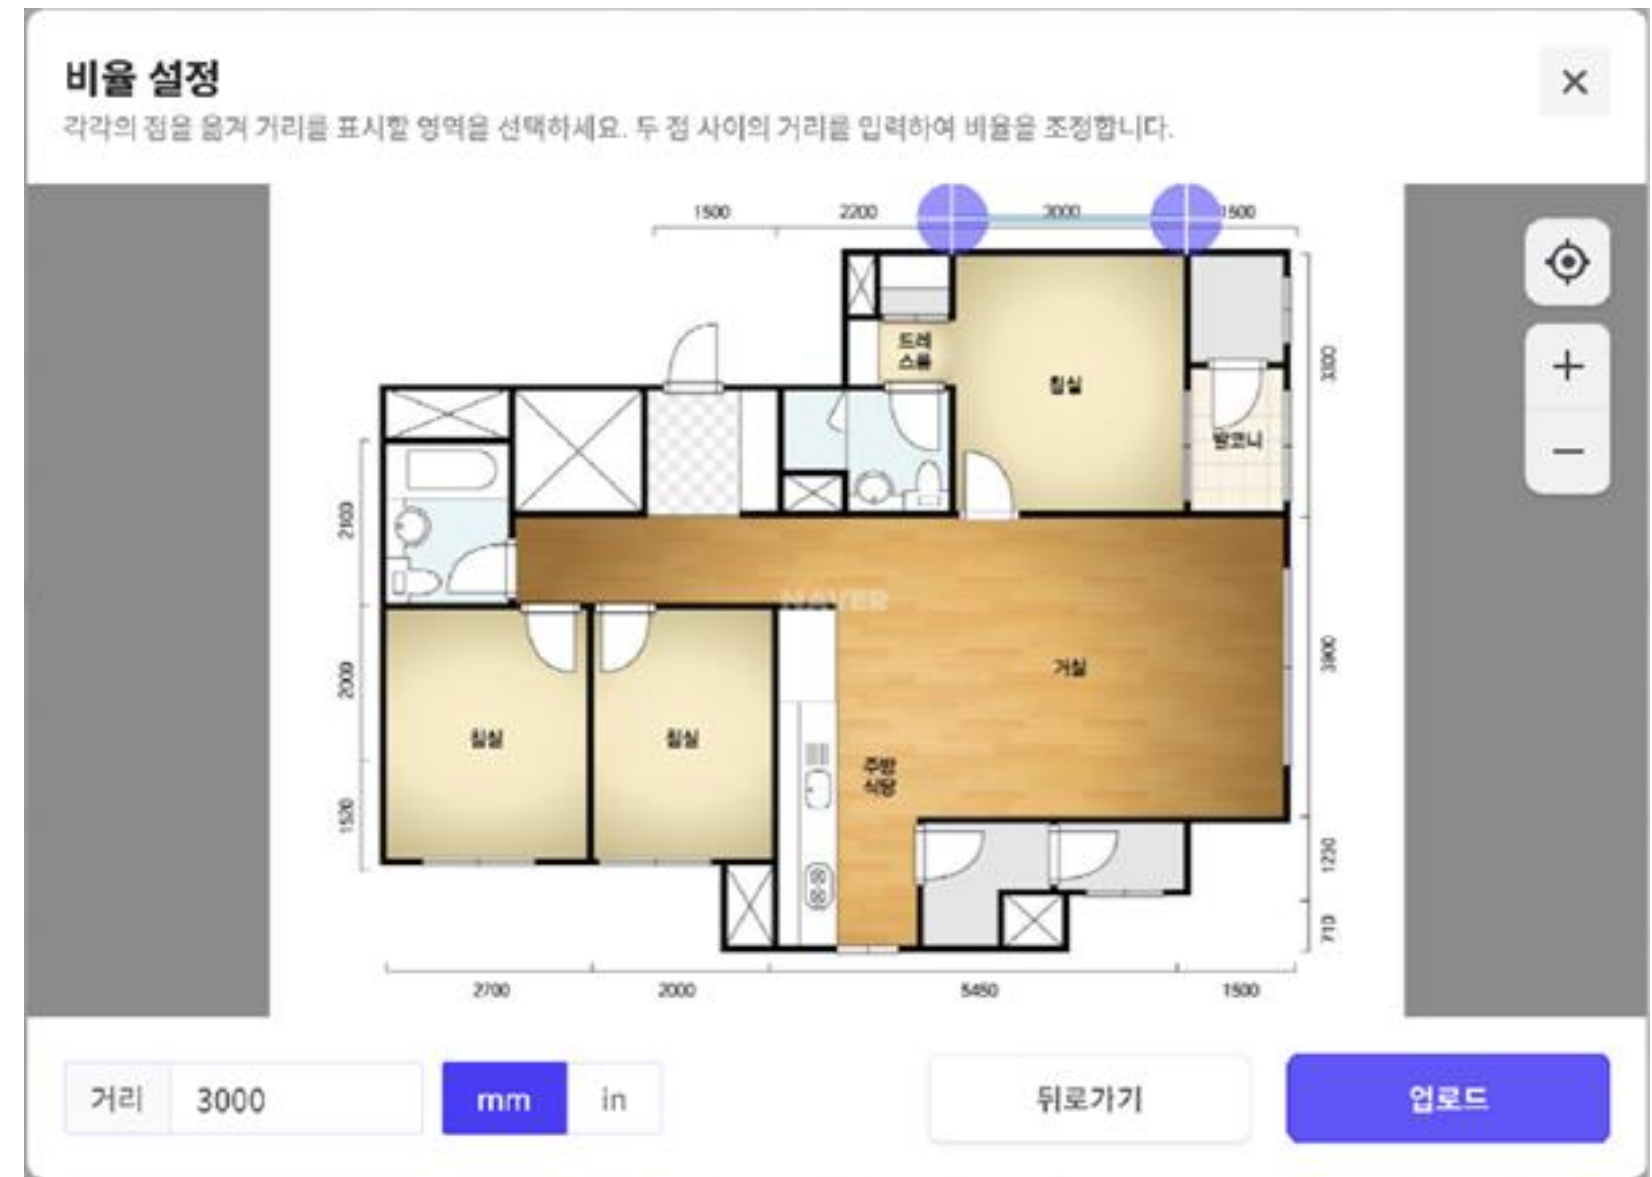 비율 설정
각각의 점을 옮겨 거리를 표시할 영역을 선택하세요. 두 점 사이의 거리를 입력하여 비율을 조정합니다.
1500 2200 3000 1500
드레
스룸
침실
3300
발코니
2100
NAVER
2000
3900
거실
침실
침실
주방
식당
1520
1230
710
2700 2000 5450 1500
거리 3000 mm in 뒤로가기 업로드